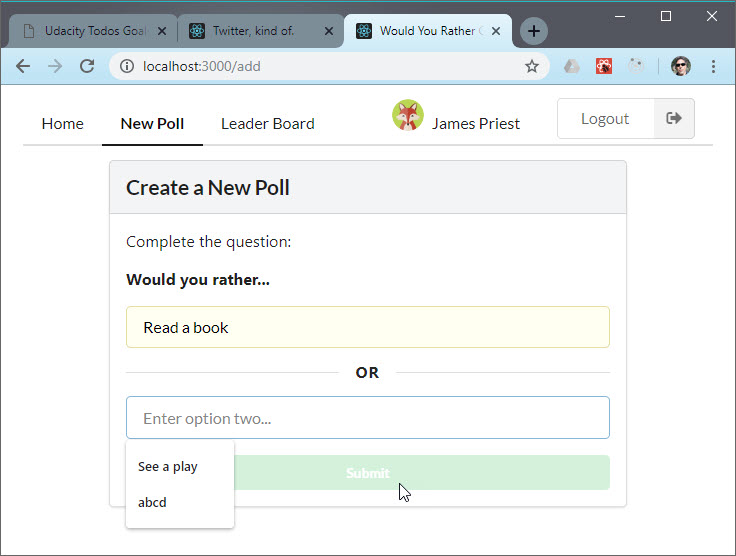 Udacity Todos Goal
Twitter, kind of.
Would You Rather
localhost:3000/add
Home
New Poll
Leader Board
James Priest
Logout
Create a New Poll
Complete the question:
Would you rather...
Read a book
OR
Enter option two...
See a play
abcd
Submit